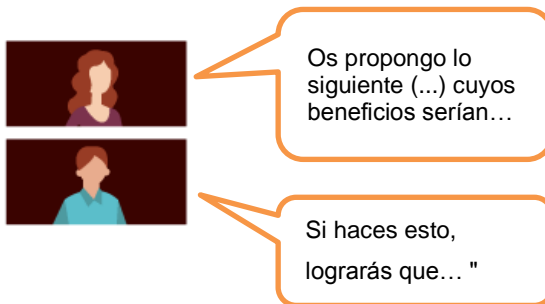 Os propongo lo
siguiente (...) cuyos
beneficios serían…
Si haces esto,
lograrás que… "